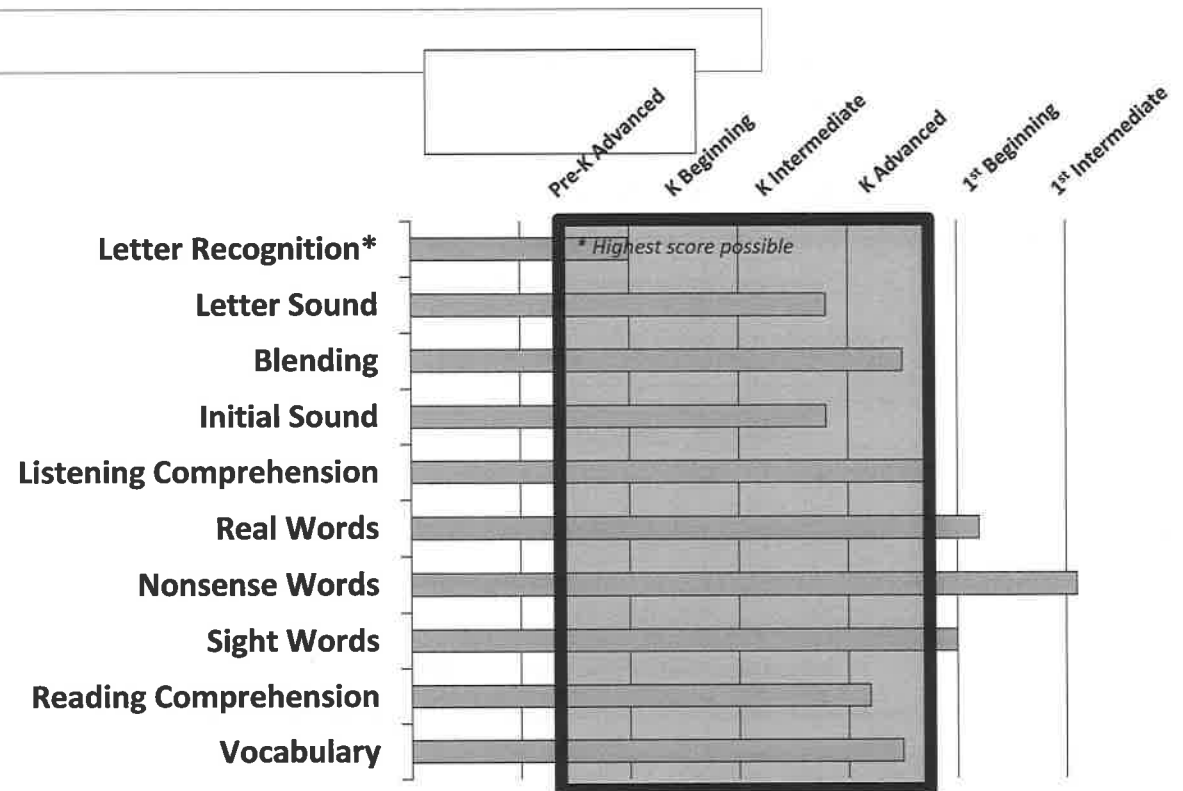 Pre-K Advanced
K Beginning
K Intermediate
K Advanced
1st Beginning
1st Intermediate
Letter Recognition*
* Highest score possible
Letter Sound
Blending
Initial Sound
Listening Comprehension
Real Words
Nonsense Words
Sight Words
Reading Comprehension
Vocabulary